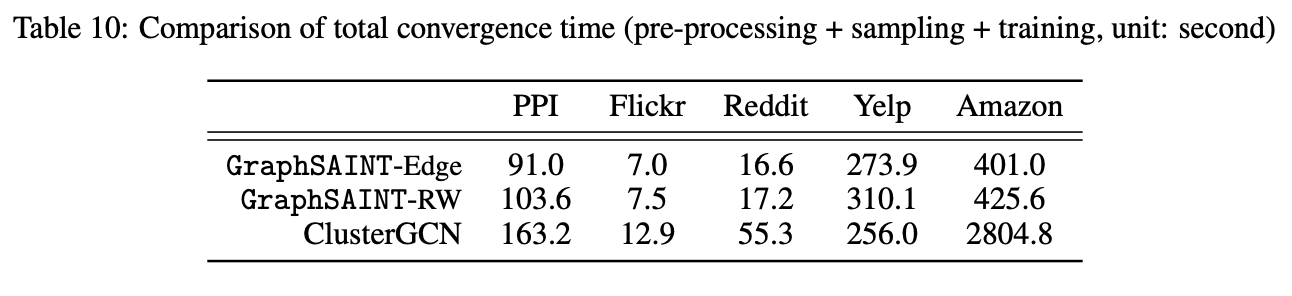 Table 10: Comparison of total convergence time (pre-processing + sampling + training, unit: second)
PPI Flickr Reddit Yelp Amazon
GraphSAINT-Edge 91.0 7.0 16.6 273.9 401.0
GraphSAINT-RW 103.6 7.5 17.2 310.1 425.6
ClusterGCN 163.2 12.9 55.3 256.0 2804.8